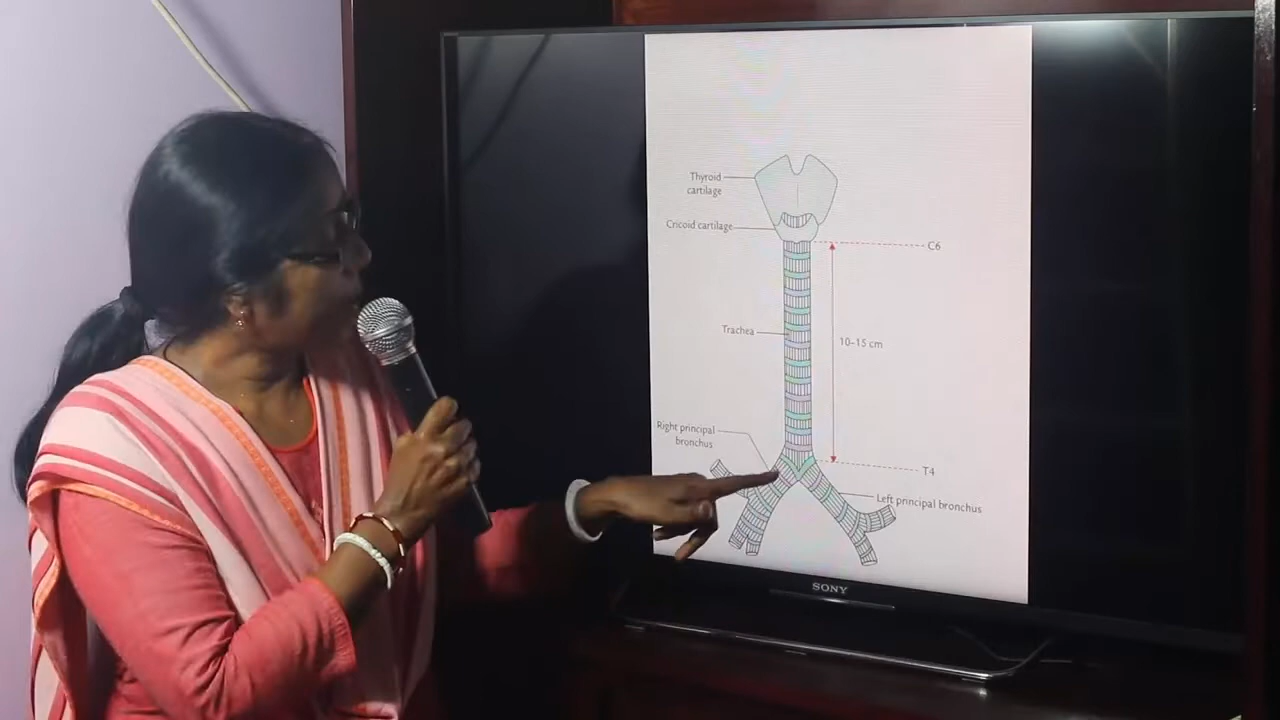 Thyroid
cartilage
Cricoid cartilage
C6
Trachea
10–15 cm
Right principal
bronchus
T4
Left principal bronchus
SONY